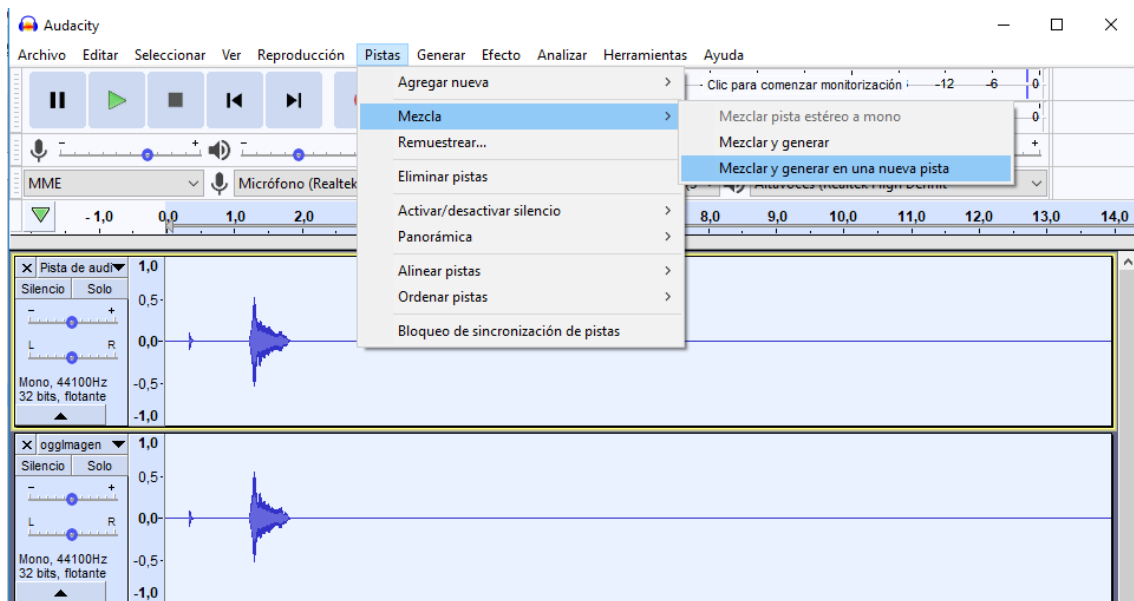 Audacity
Archivo Editar Seleccionar Ver Reproducción Pistas Generar Efecto Analizar Herramientas Ayuda
Agregar nueva
Mezcla
Remuestrear...
Eliminar pistas
Activar/desactivar silencio
Panorámica
Alinear pistas
Ordenar pistas
Bloqueo de sincronización de pistas
Mezclar pista estéreo a mono
Mezclar y generar
Mezclar y generar en una nueva pista
Clic para comenzar monitorización -12 -6 0
0
MME Micrófono (Realtek
- 1,0 0,0 1,0 2,0 8,0 9,0 10,0 11,0 12,0 13,0 14,0
Pista de audi 1,0
Silencio Solo
0,5
- +
L R 0,0
Mono, 44100Hz -0,5
32 bits, flotante
-1,0
oggImagen 1,0
Silencio Solo
0,5
- +
L R 0,0
Mono, 44100Hz -0,5
32 bits, flotante
-1,0